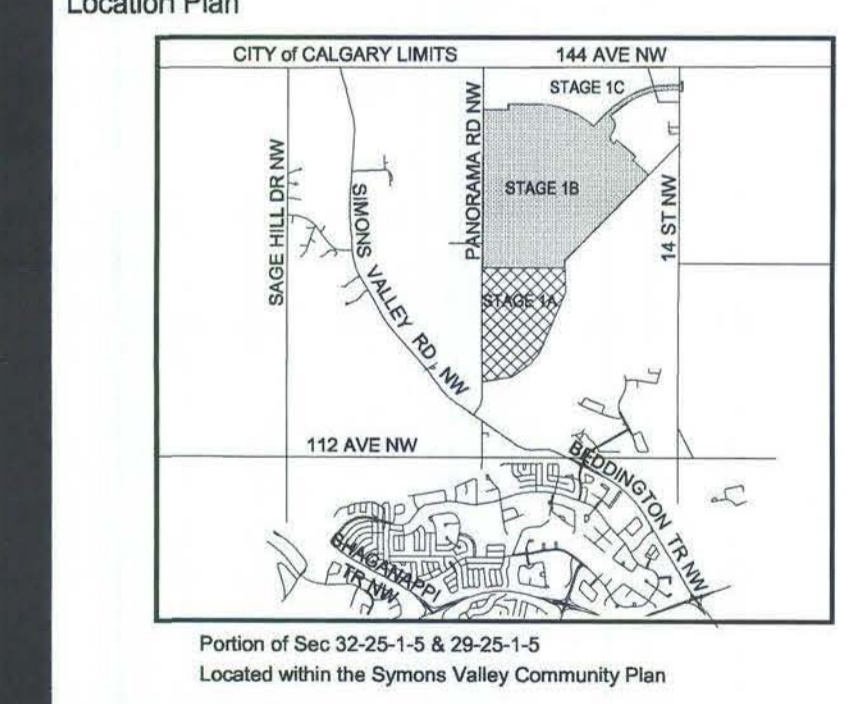 Location Plan
CITY of CALGARY LIMITS
144 AVE NW
STAGE 1C
PANORAMA RD NW
SAGE HILL DR NW
SIMONS VALLEY RD NW
STAGE 1B
14 ST NW
STAGE 1A
112 AVE NW
BEDDINGTON TR NW
SHAGANAPPI
TR NW
Portion of Sec 32-25-1-5 & 29-25-1-5
Located within the Symons Valley Community Plan